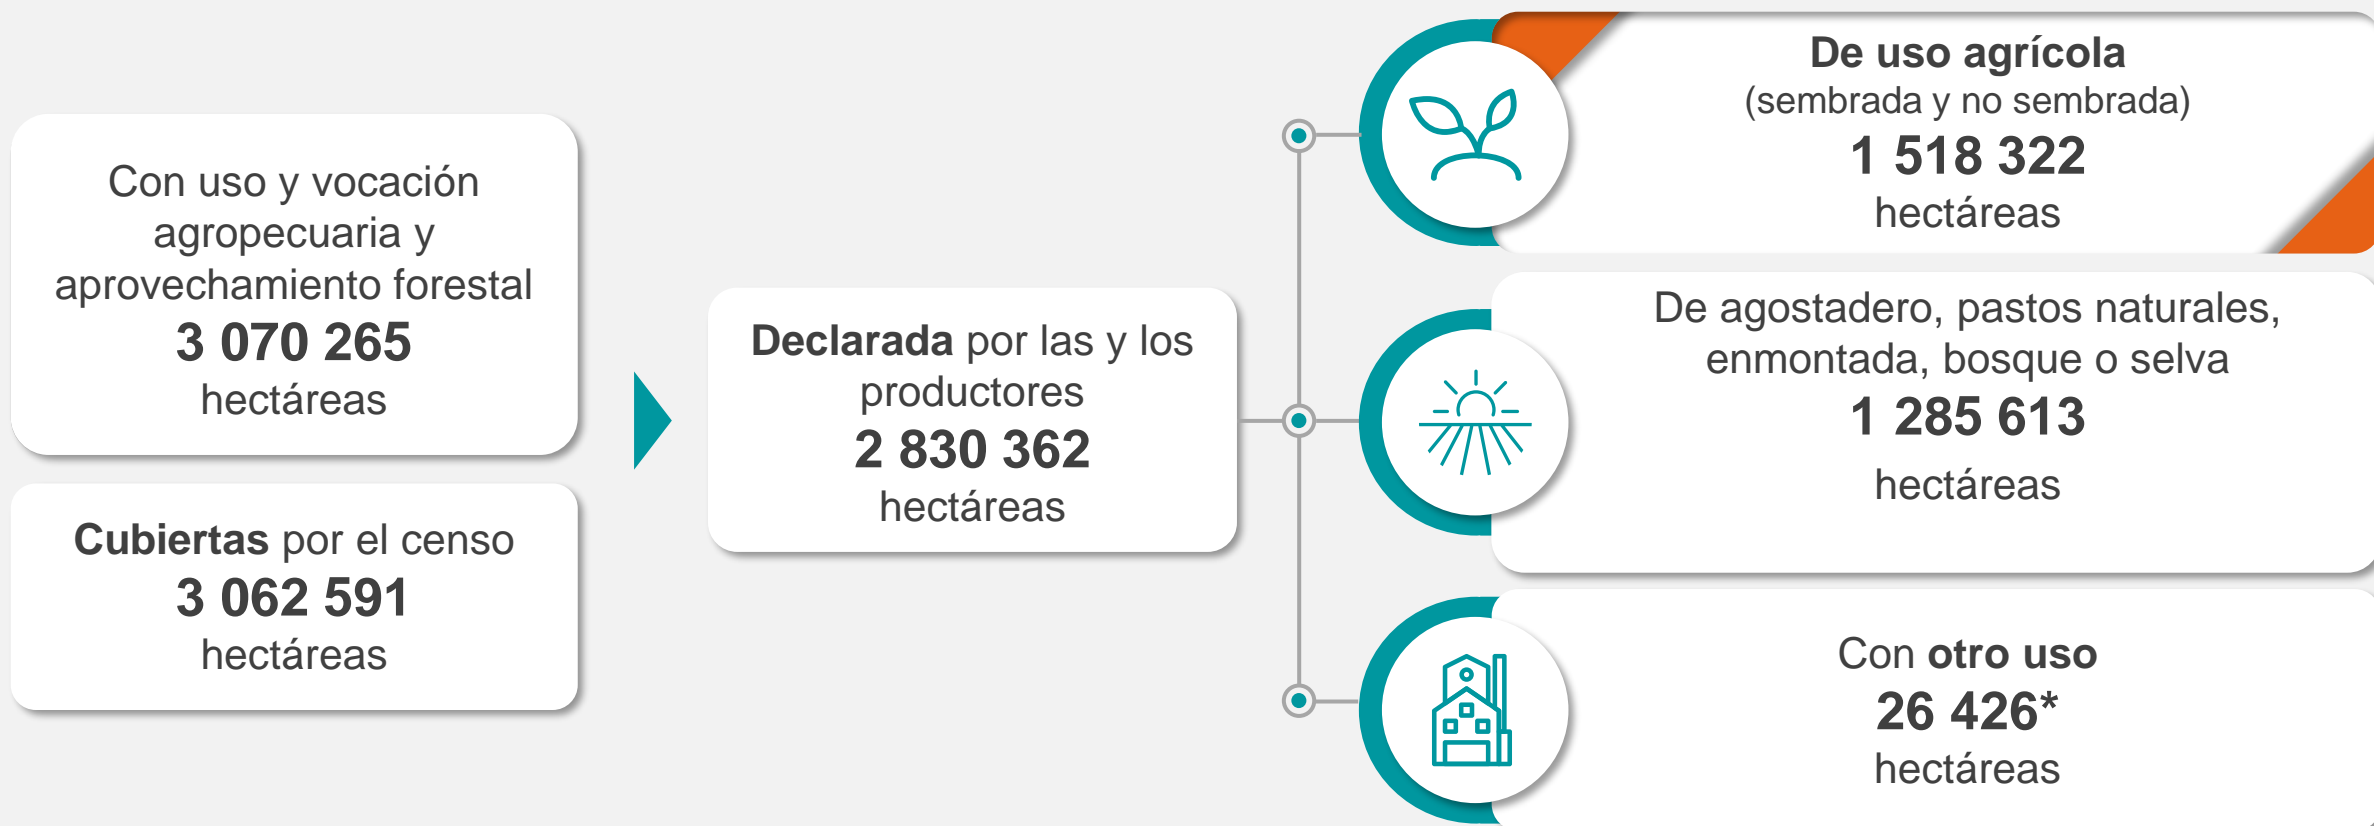 Con uso y vocación
agropecuaria y
aprovechamiento forestal
3 070 265
hectáreas
Cubiertas por el censo
3 062 591
hectáreas
Declarada por las y los
productores
2 830 362
hectáreas
De uso agrícola
(sembrada y no sembrada)
1 518 322
hectáreas
De agostadero, pastos naturales,
enmontada, bosque o selva
1 285 613
hectáreas
Con otro uso
26 426*
hectáreas